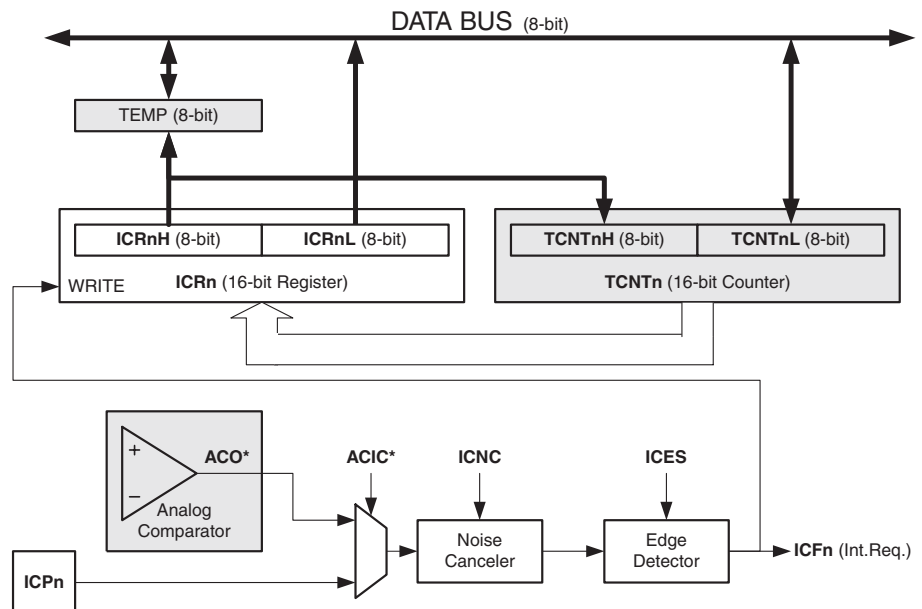 DATA BUS (8-bit)
TEMP (8-bit)
ICRnH (8-bit)
ICRnL (8-bit)
TCNTnH (8-bit)
TCNTnL (8-bit)
WRITE
ICRn (16-bit Register)
TCNTn (16-bit Counter)
+
−
ACO*
Analog
Comparator
ACIC*
ICNC
ICES
Noise
Canceler
Edge
Detector
ICFn (Int.Req.)
ICPn